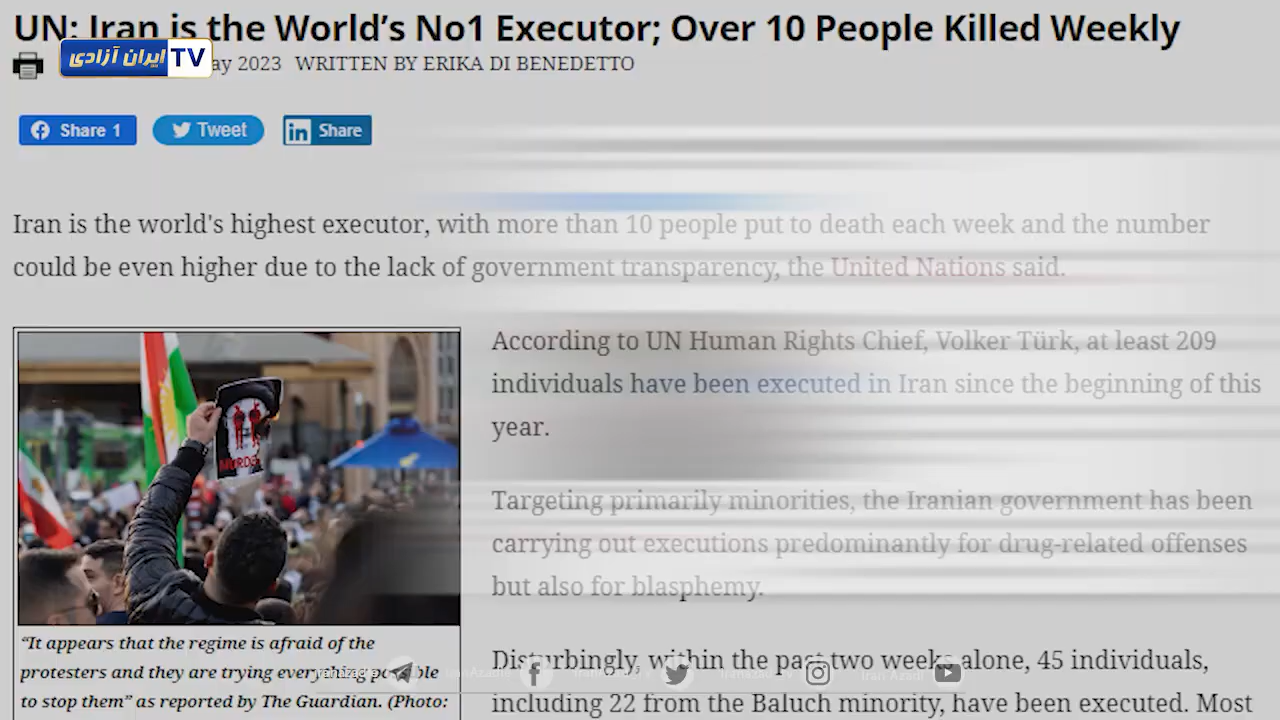 UN: Iran is the World’s No1 Executor; Over 10 People Killed Weekly
ایران آزادی TV
ay 2023 WRITTEN BY ERIKA DI BENEDETTO
Share 1 Tweet Share
Iran is the world's highest executor, with more than 10 people put to death each week and the number
could be even higher due to the lack of government transparency, the United Nations said.
According to UN Human Rights Chief, Volker Türk, at least 209
individuals have been executed in Iran since the beginning of this
year.
Targeting primarily minorities, the Iranian government has been
carrying out executions predominantly for drug-related offenses
but also for blasphemy.
Disturbingly, within the past two weeks alone, 45 individuals,
including 22 from the Baluch minority, have been executed. Most
MURDER
“It appears that the regime is afraid of the
protesters and they are trying everything possible
to stop them” as reported by The Guardian. (Photo: